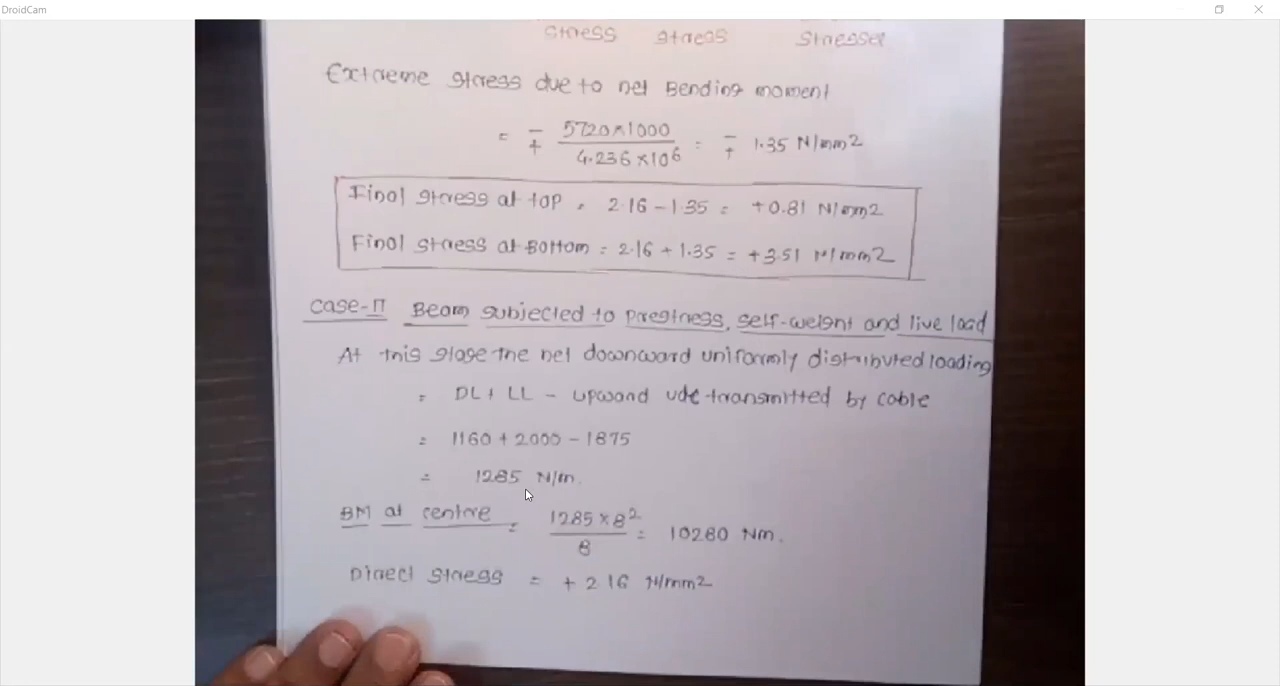 DroidCam
stress stress stresses
Extreme stress due to net Bending moment
= ∓ 5720×1000 / 4.236×10⁶ = ∓ 1.35 N/mm2
Final stress at top = 2.16 - 1.35 = +0.81 N/mm2
Final stress at Bottom = 2.16 + 1.35 = +3.51 N/mm2
Case-II Beam subjected to prestress, self-weight and live load
At this stage the net downward uniformly distributed loading
= DL + LL - upward udl transmitted by cable
= 1160 + 2000 - 1875
= 1285 N/m.
BM at centre = 1285 × 8² / 8 = 10280 Nm.
Direct stress = + 2.16 N/mm2